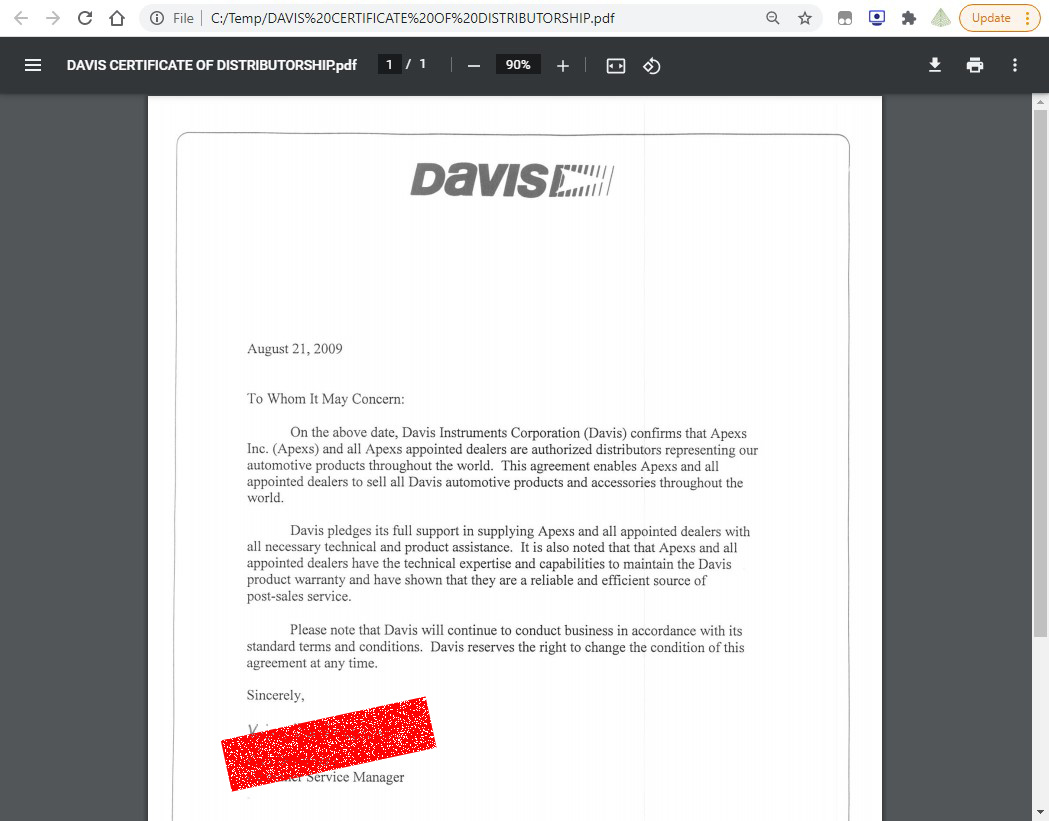 File C:/Temp/DAVIS%20CERTIFICATE%20OF%20DISTRIBUTORSHIP.pdf
Update
DAVIS CERTIFICATE OF DISTRIBUTORSHIP.pdf 1 / 1 90%
DAVIS
August 21, 2009
To Whom It May Concern:
On the above date, Davis Instruments Corporation (Davis) confirms that Apexs
Inc. (Apexs) and all Apexs appointed dealers are authorized distributors representing our
automotive products throughout the world. This agreement enables Apexs and all
appointed dealers to sell all Davis automotive products and accessories throughout the
world.
Davis pledges its full support in supplying Apexs and all appointed dealers with
all necessary technical and product assistance. It is also noted that that Apexs and all
appointed dealers have the technical expertise and capabilities to maintain the Davis
product warranty and have shown that they are a reliable and efficient source of
post-sales service.
Please note that Davis will continue to conduct business in accordance with its
standard terms and conditions. Davis reserves the right to change the condition of this
agreement at any time.
Sincerely,
Service Manager